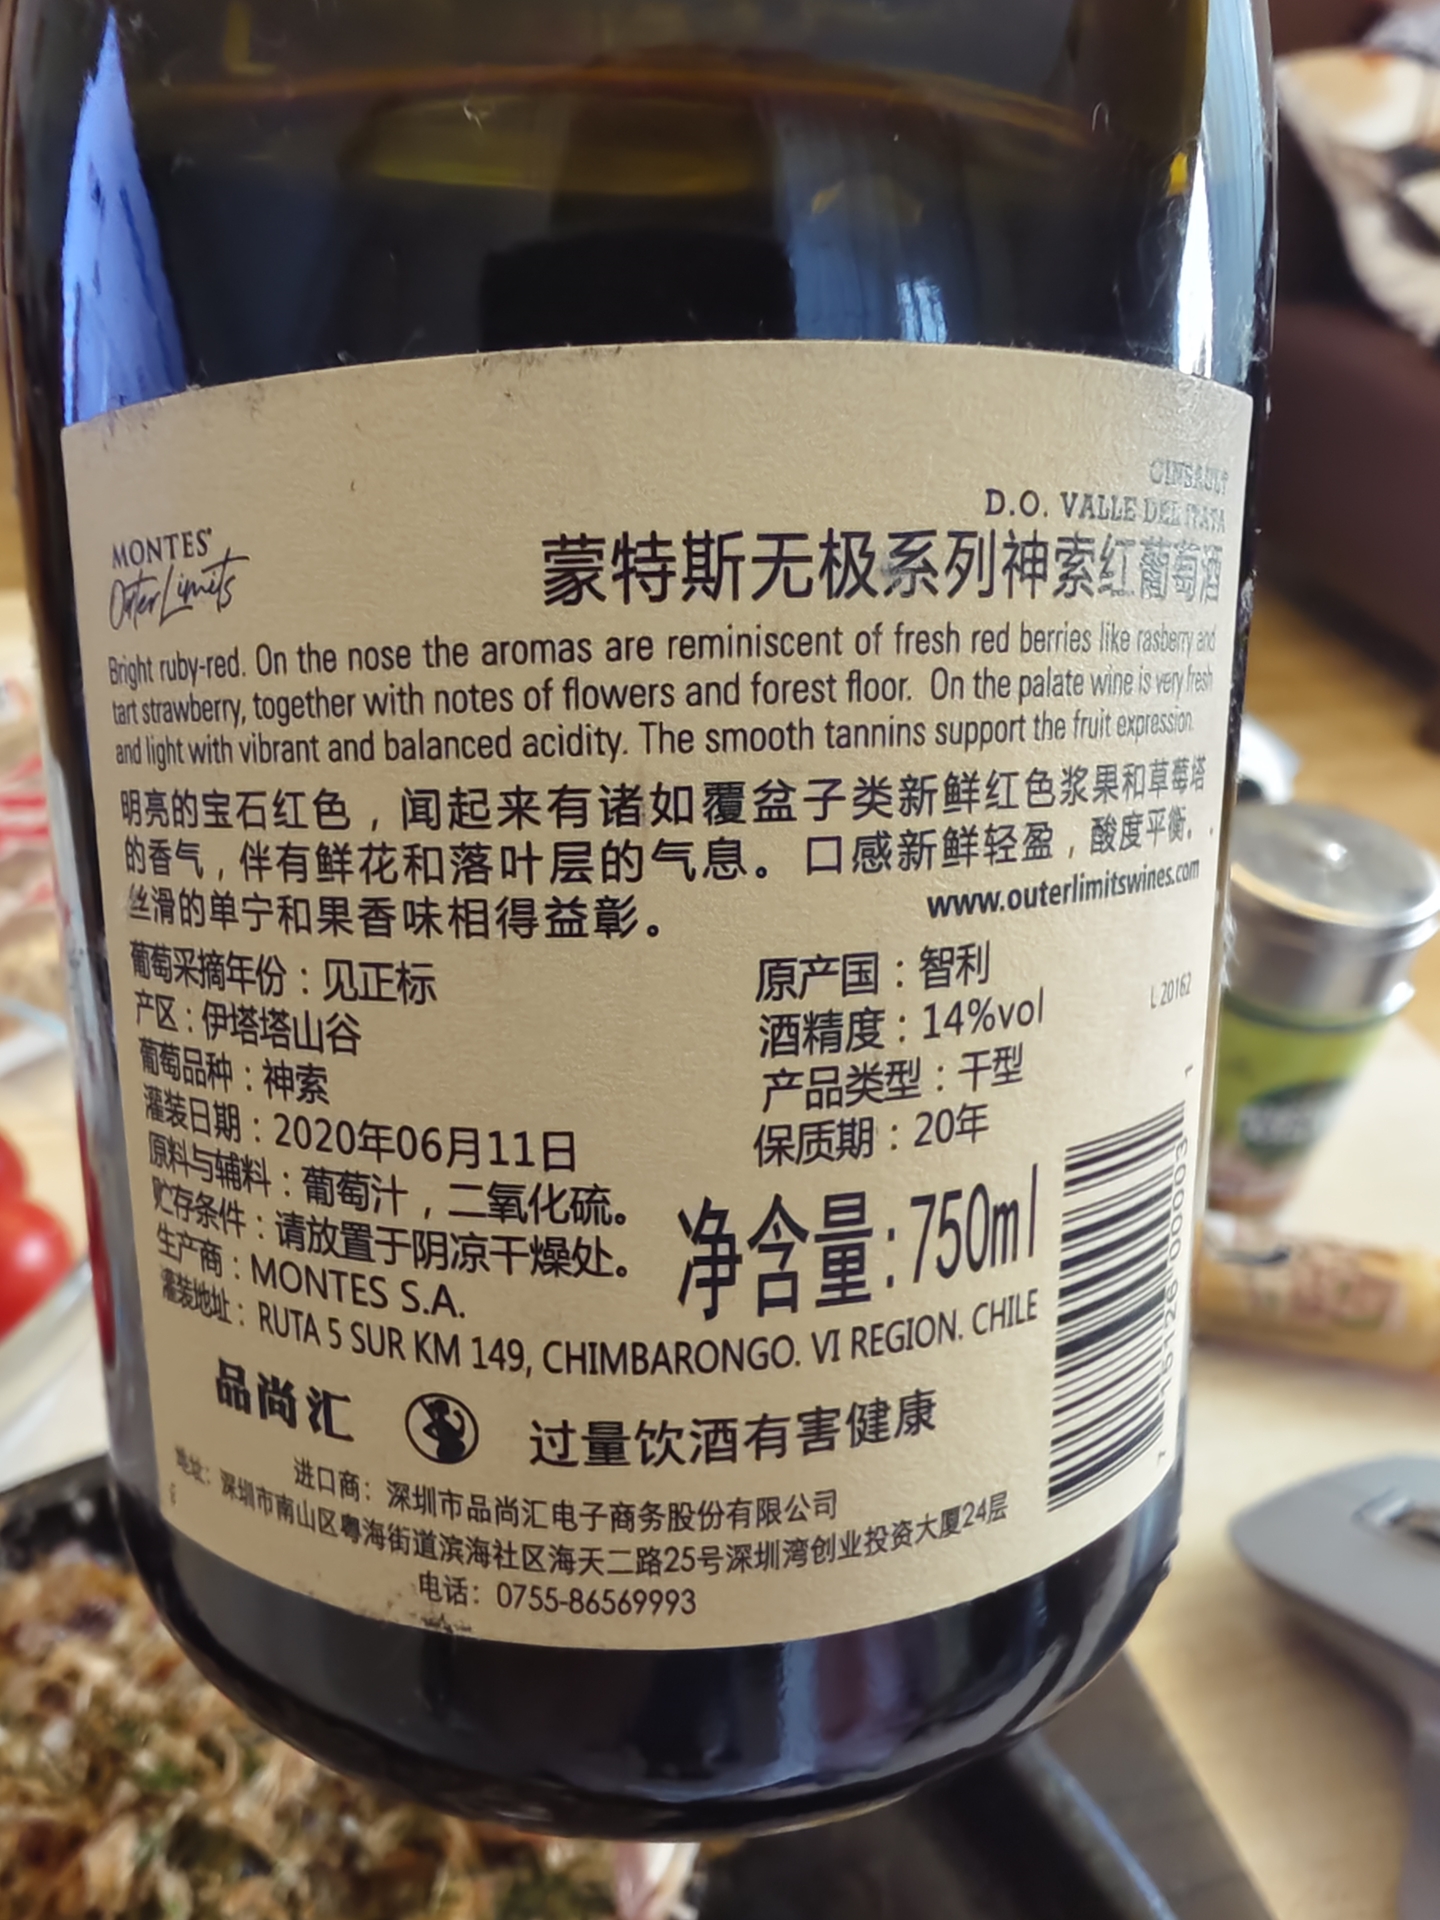 GINSAULT
D.O. VALLE DEL ITATA
MONTES
Outer Limits
蒙特斯无极系列神索红葡萄酒
Bright ruby-red. On the nose the aromas are reminiscent of fresh red berries like rasberry and
tart strawberry, together with notes of flowers and forest floor. On the palate wine is very fresh
and light with vibrant and balanced acidity. The smooth tannins support the fruit expression.
明亮的宝石红色，闻起来有诸如覆盆子类新鲜红色浆果和草莓塔
的香气，伴有鲜花和落叶层的气息。口感新鲜轻盈，酸度平衡。
丝滑的单宁和果香味相得益彰。
www.outerlimitswines.com
葡萄采摘年份：见正标
原产国：智利
L 20162
产区：伊塔塔山谷
酒精度：14%vol
葡萄品种：神索
产品类型：干型
灌装日期：2020年06月11日
保质期：20年
原料与辅料：葡萄汁，二氧化硫。
贮存条件：请放置于阴凉干燥处。
净含量：750ml
生产商：MONTES S.A.
灌装地址：RUTA 5 SUR KM 149, CHIMBARONGO. VI REGION. CHILE
品尚汇
过量饮酒有害健康
进口商：深圳市品尚汇电子商务股份有限公司
地址：深圳市南山区粤海街道滨海社区海天二路25号深圳湾创业投资大厦24层
电话：0755-86569993